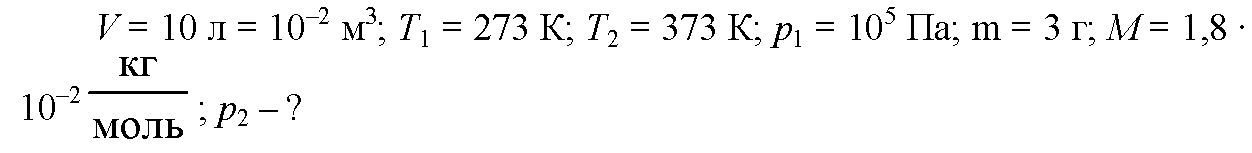 V = 10 л = 10⁻² м³; T₁ = 273 К; T₂ = 373 К; p₁ = 10⁵ Па; m = 3 г; M = 1,8 ·
10⁻² кг/моль ; p₂ – ?